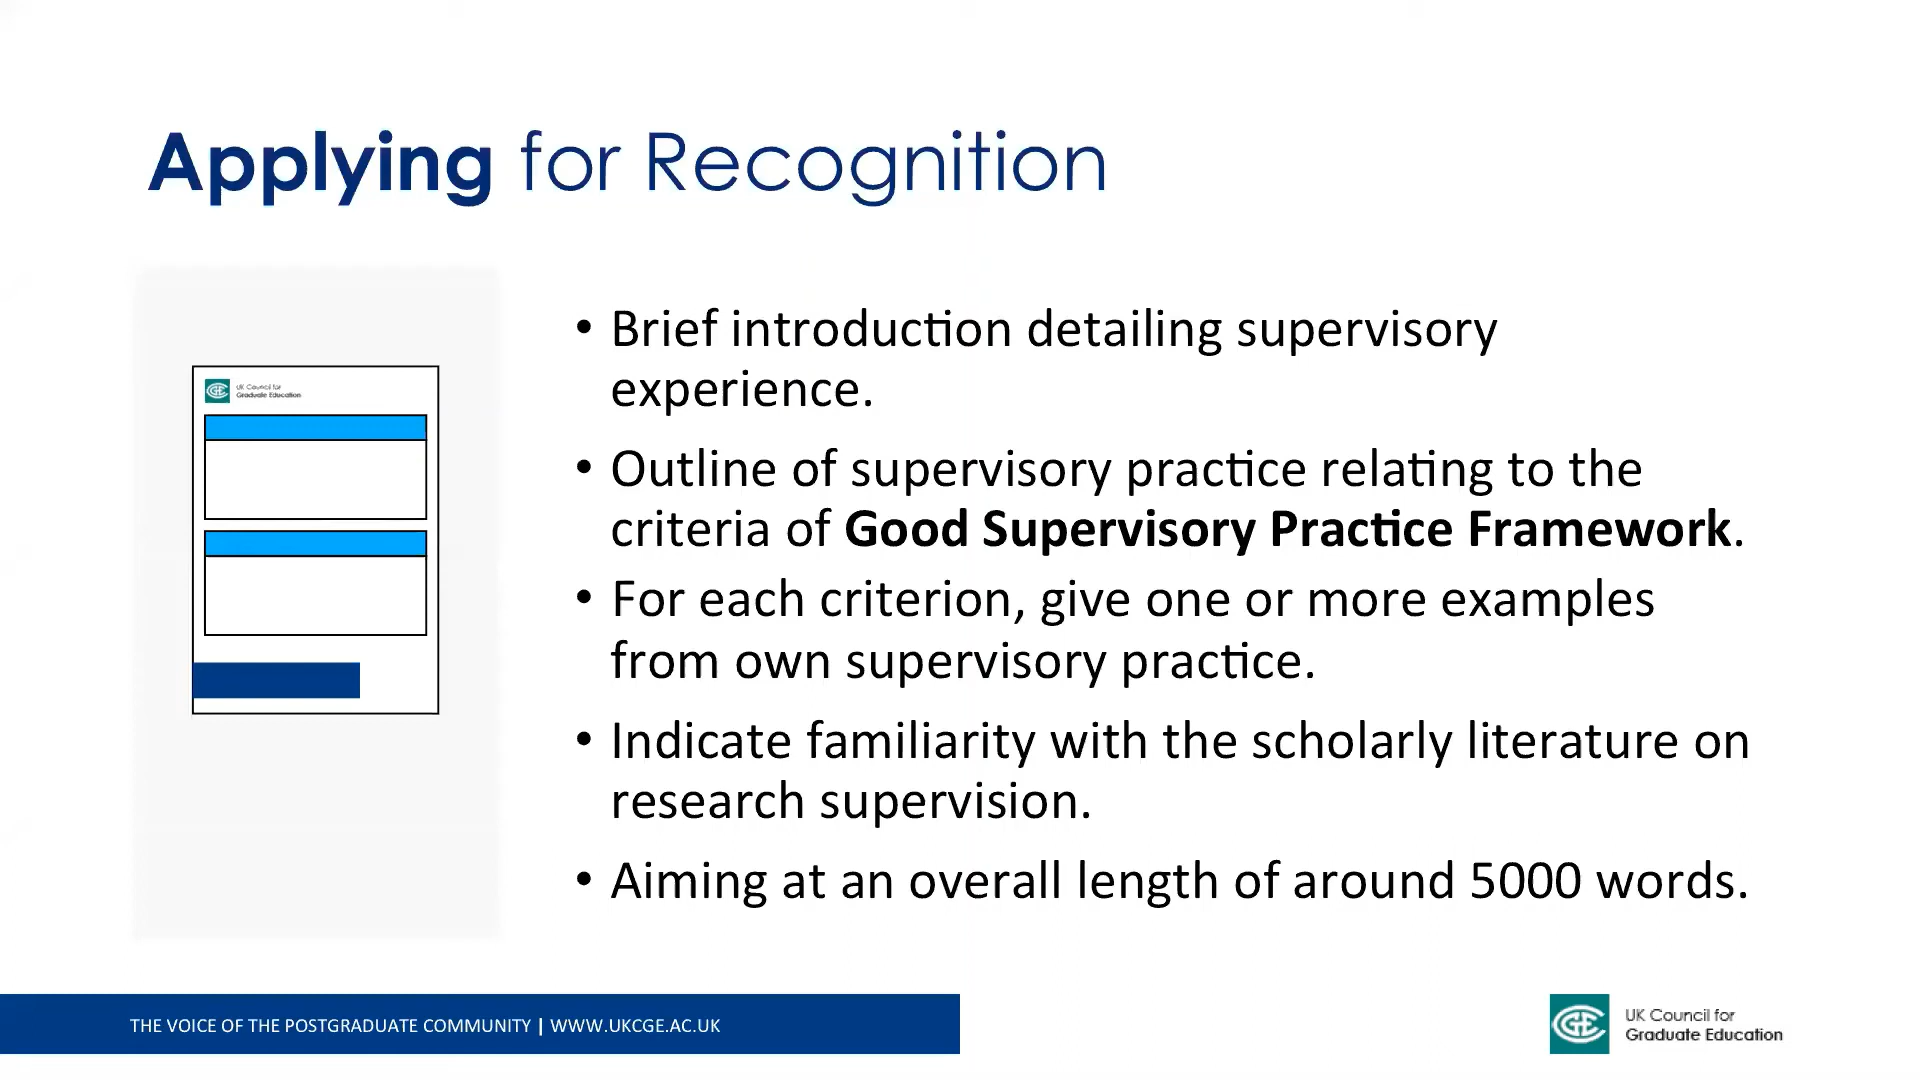 Applying for Recognition
UK Council for
Graduate Education
• Brief introduction detailing supervisory
experience.
• Outline of supervisory practice relating to the
criteria of Good Supervisory Practice Framework.
• For each criterion, give one or more examples
from own supervisory practice.
• Indicate familiarity with the scholarly literature on
research supervision.
• Aiming at an overall length of around 5000 words.
THE VOICE OF THE POSTGRADUATE COMMUNITY | WWW.UKCGE.AC.UK
UK Council for
Graduate Education